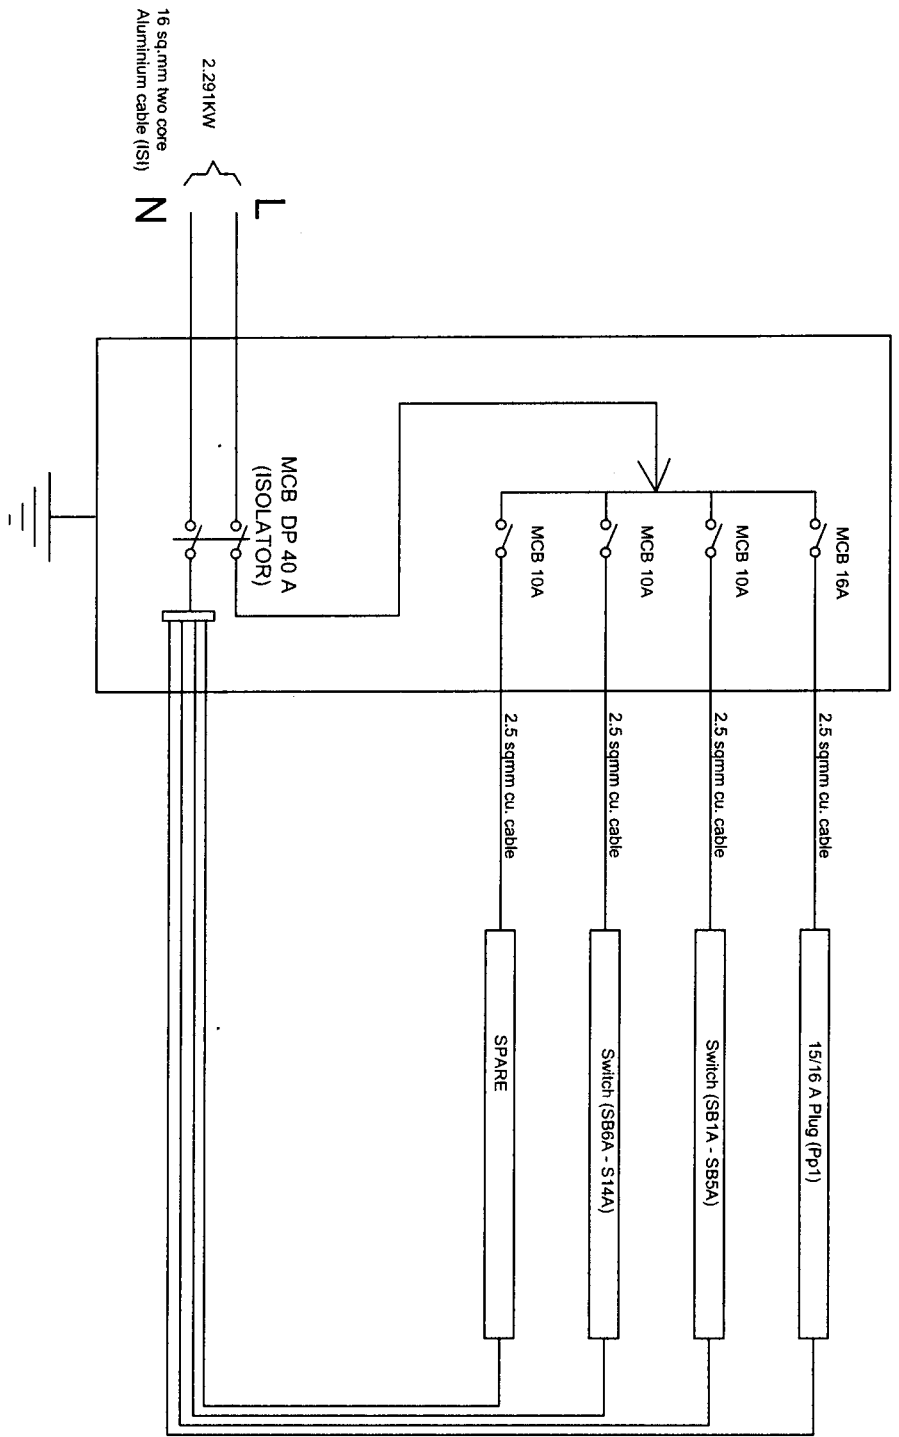 MCB 16A
2.5 sqmm cu. cable
15/16 A Plug (Pp1)
MCB 10A
2.5 sqmm cu. cable
Switch (SB1A - SB5A)
MCB 10A
2.5 sqmm cu. cable
Switch (SB6A - S14A)
MCB 10A
2.5 sqmm cu. cable
SPARE
MCB DP 40 A
(ISOLATOR)
L
2.291KW
N
16 sq.mm two core
Aluminium cable (ISI)